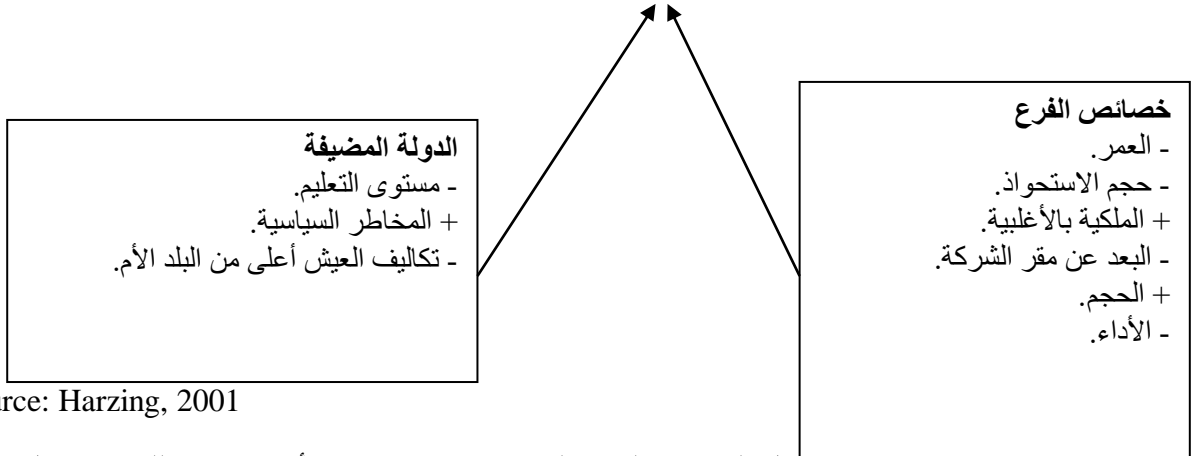 خصائص الفرع
- العمر.
- حجم الاستحواذ.
+ الملكية بالأغلبية.
- البعد عن مقر الشركة.
+ الحجم.
- الأداء.
الدولة المضيفة
- مستوى التعليم.
+ المخاطر السياسية.
- تكاليف العيش أعلى من البلد الأم.
urce: Harzing, 2001